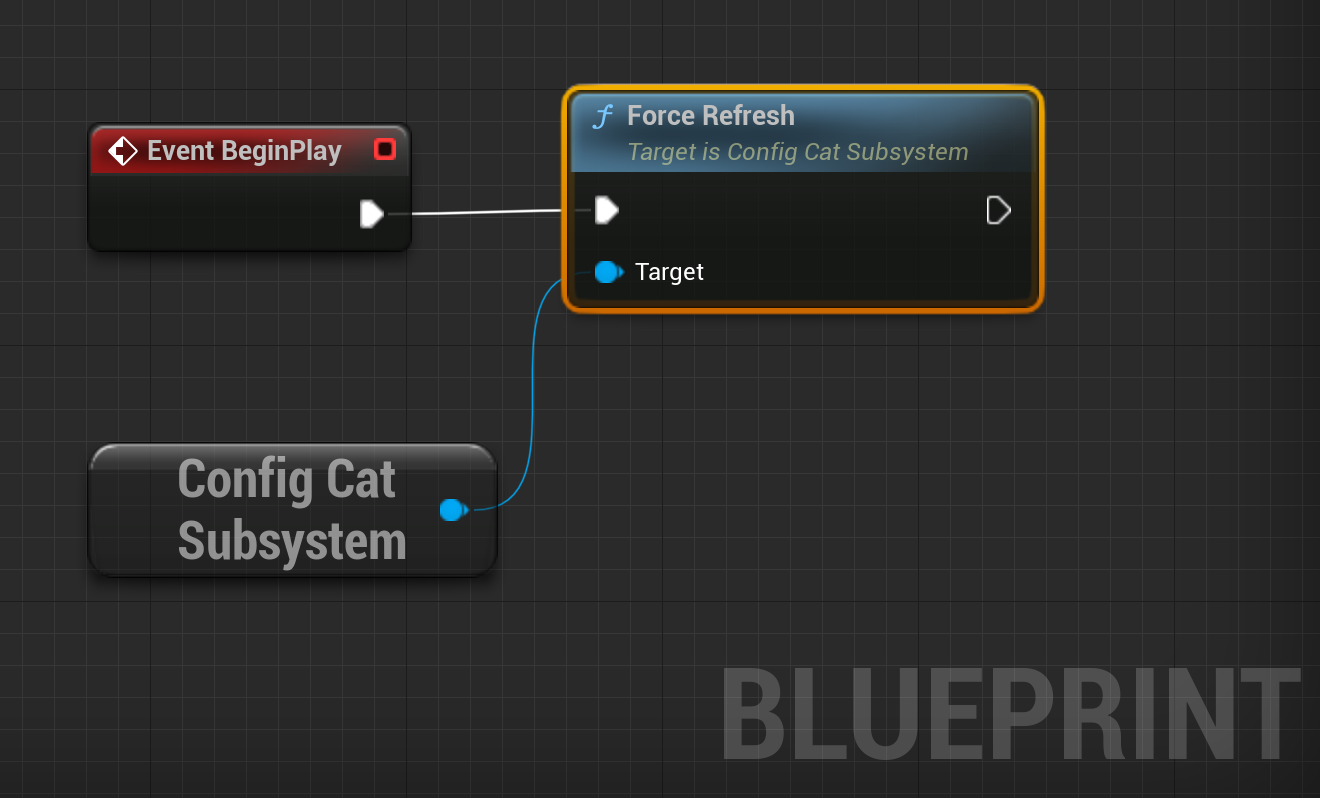 Event BeginPlay
Force Refresh
Target is Config Cat Subsystem
Target
Config Cat
Subsystem
BLUEPRINT